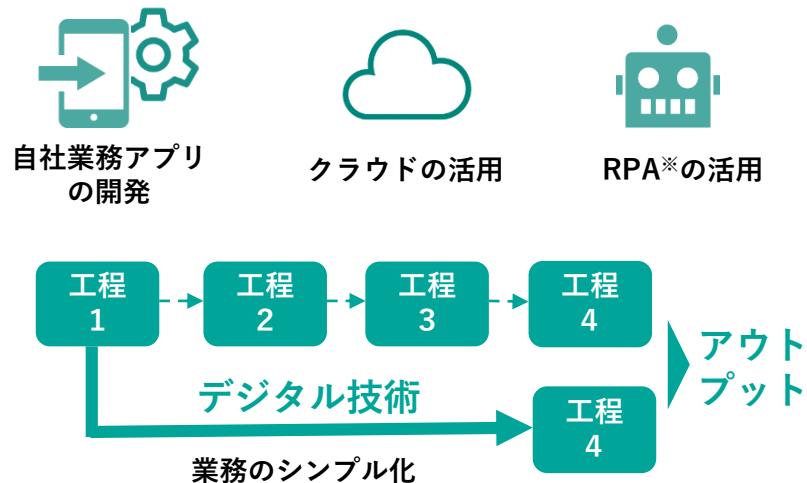 自社業務アプリ
の開発
クラウドの活用
RPA※の活用
工程
1
工程
2
工程
3
工程
4
アウト
プット
デジタル技術
工程
4
業務のシンプル化